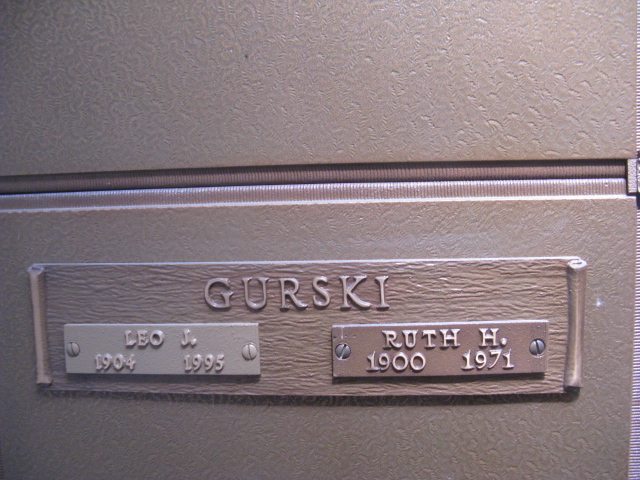 GURSKI
LEO J.
1904 1995
RUTH H.
1900 1971